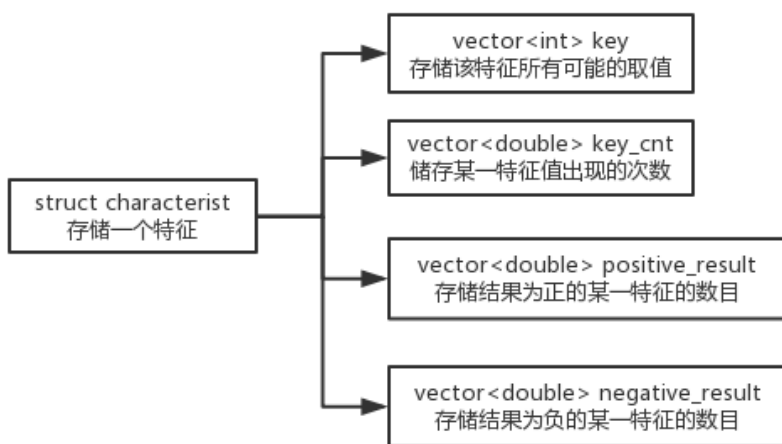 vector<int> key
存储该特征所有可能的取值
vector<double> key_cnt
储存某一特征值出现的次数
struct characterist
存储一个特征
vector<double> positive_result
存储结果为正的某一特征的数目
vector<double> negative_result
存储结果为负的某一特征的数目